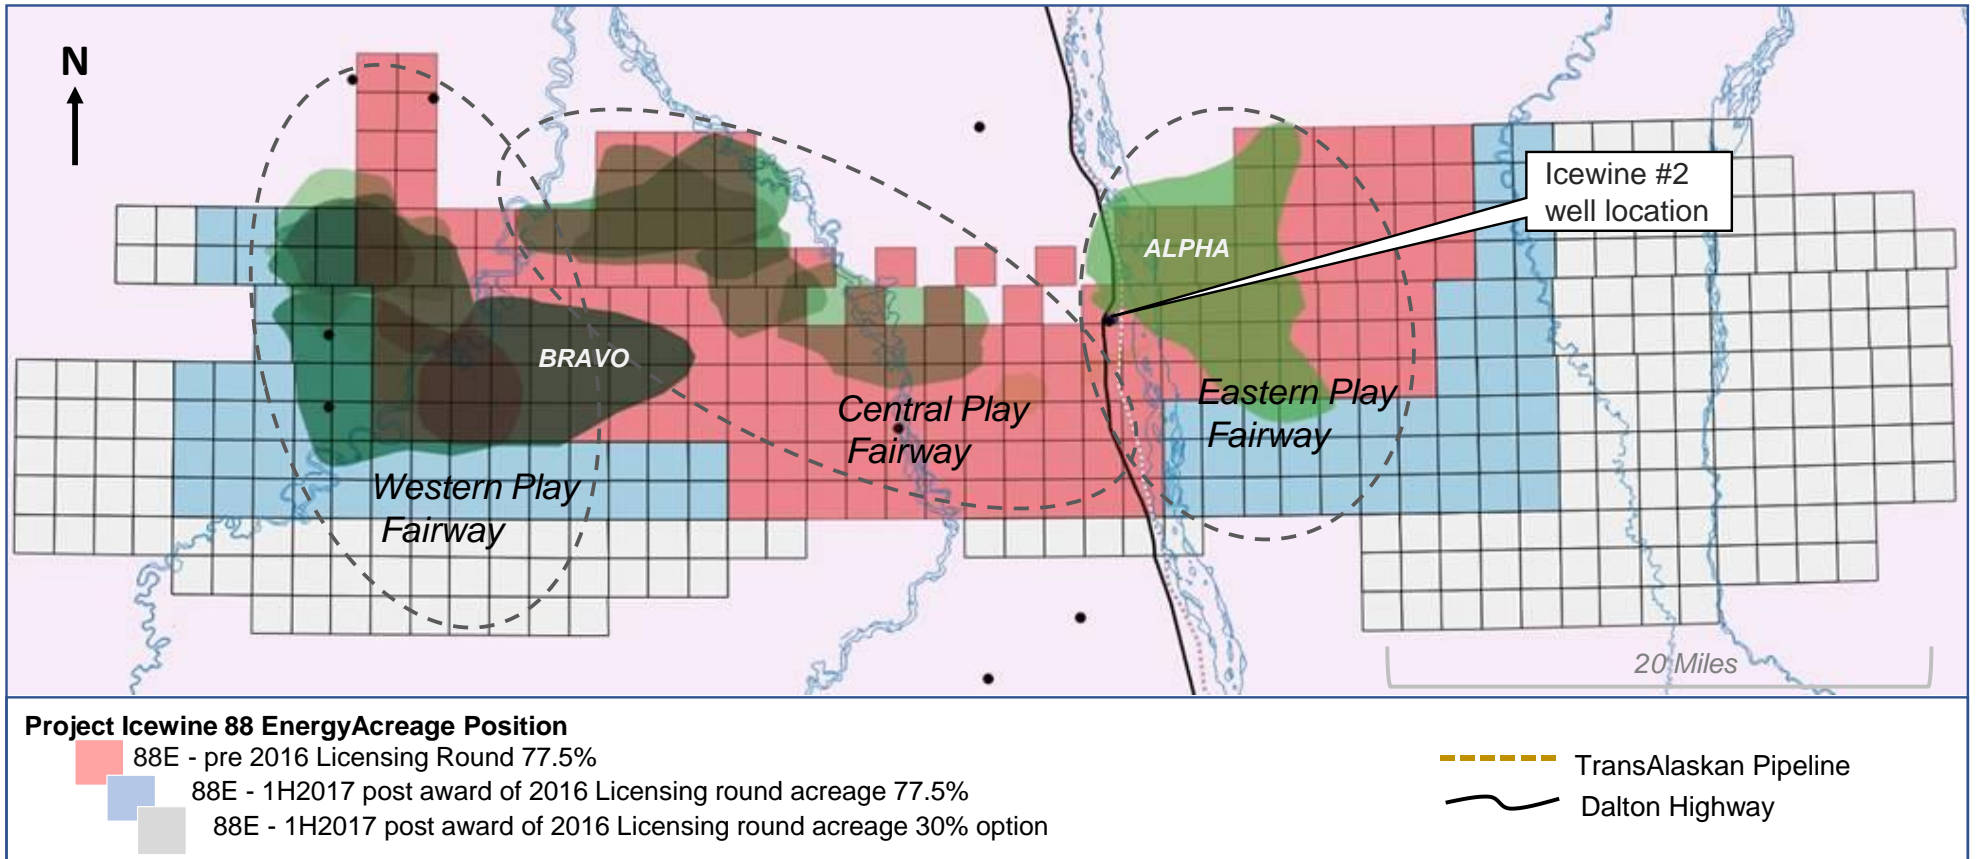 N
Icewine #2
well location
ALPHA
BRAVO
Central Play
Fairway
Eastern Play
Fairway
Western Play
Fairway
20 Miles
Project Icewine 88 EnergyAcreage Position
88E - pre 2016 Licensing Round 77.5%
88E - 1H2017 post award of 2016 Licensing round acreage 77.5%
88E - 1H2017 post award of 2016 Licensing round acreage 30% option
TransAlaskan Pipeline
Dalton Highway